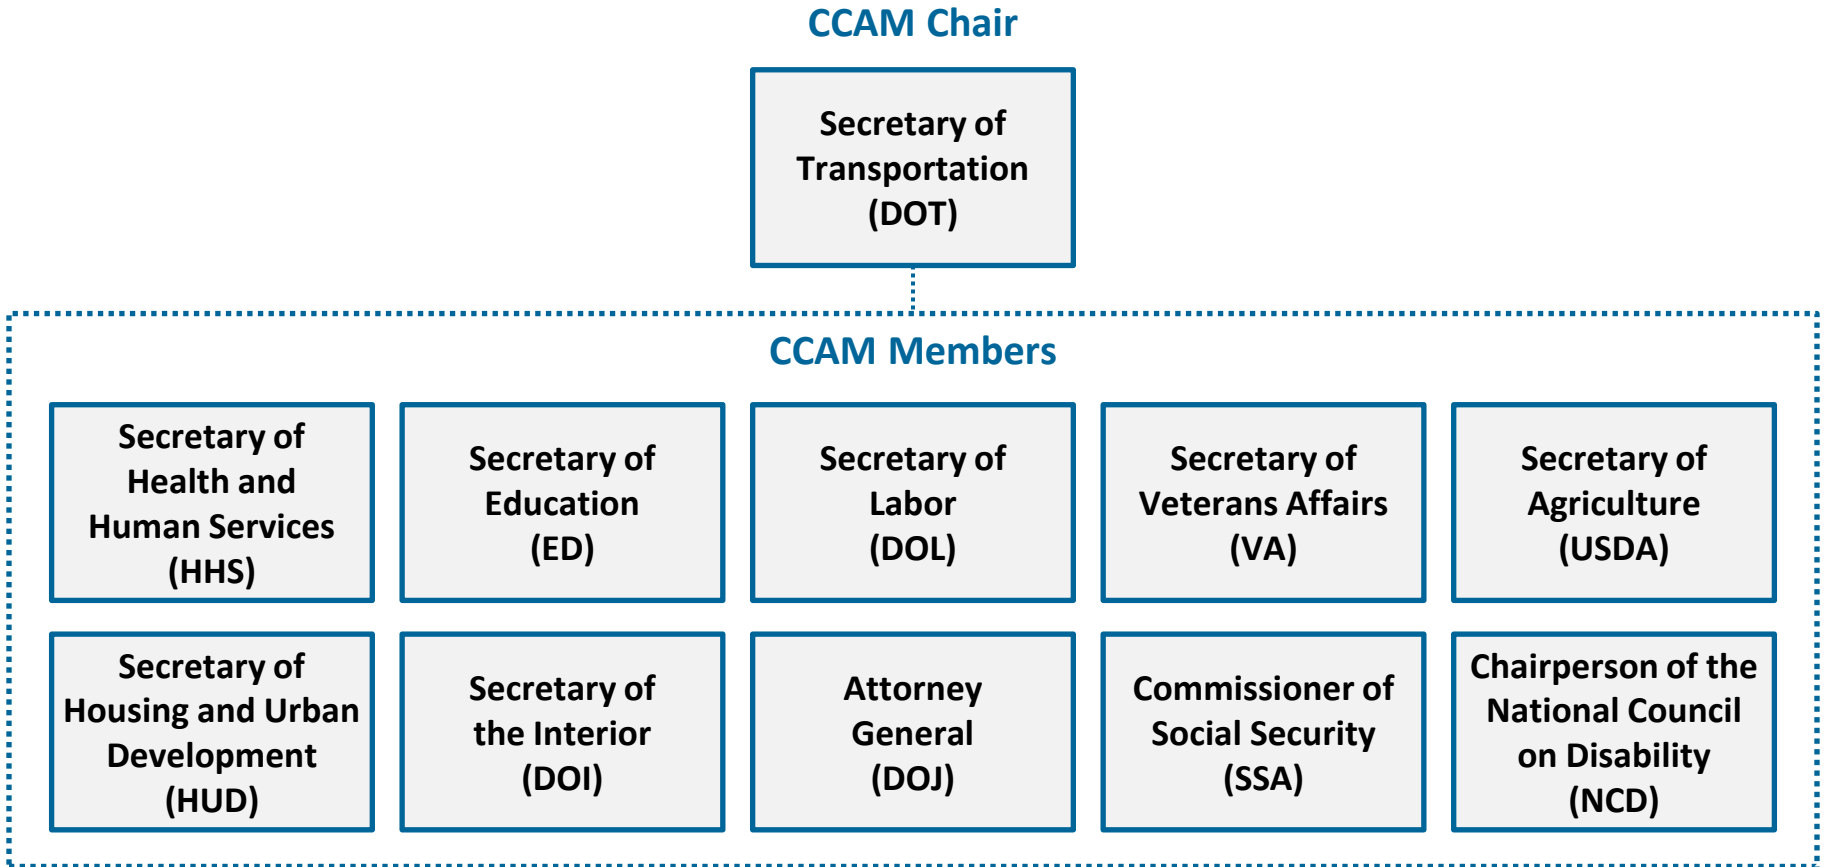 CCAM Chair
Secretary of
Transportation
(DOT)
CCAM Members
Secretary of
Health and
Human Services
(HHS)
Secretary of
Education
(ED)
Secretary of
Labor
(DOL)
Secretary of
Veterans Affairs
(VA)
Secretary of
Agriculture
(USDA)
Secretary of
Housing and Urban
Development
(HUD)
Secretary of
the Interior
(DOI)
Attorney
General
(DOJ)
Commissioner of
Social Security
(SSA)
Chairperson of the
National Council
on Disability
(NCD)